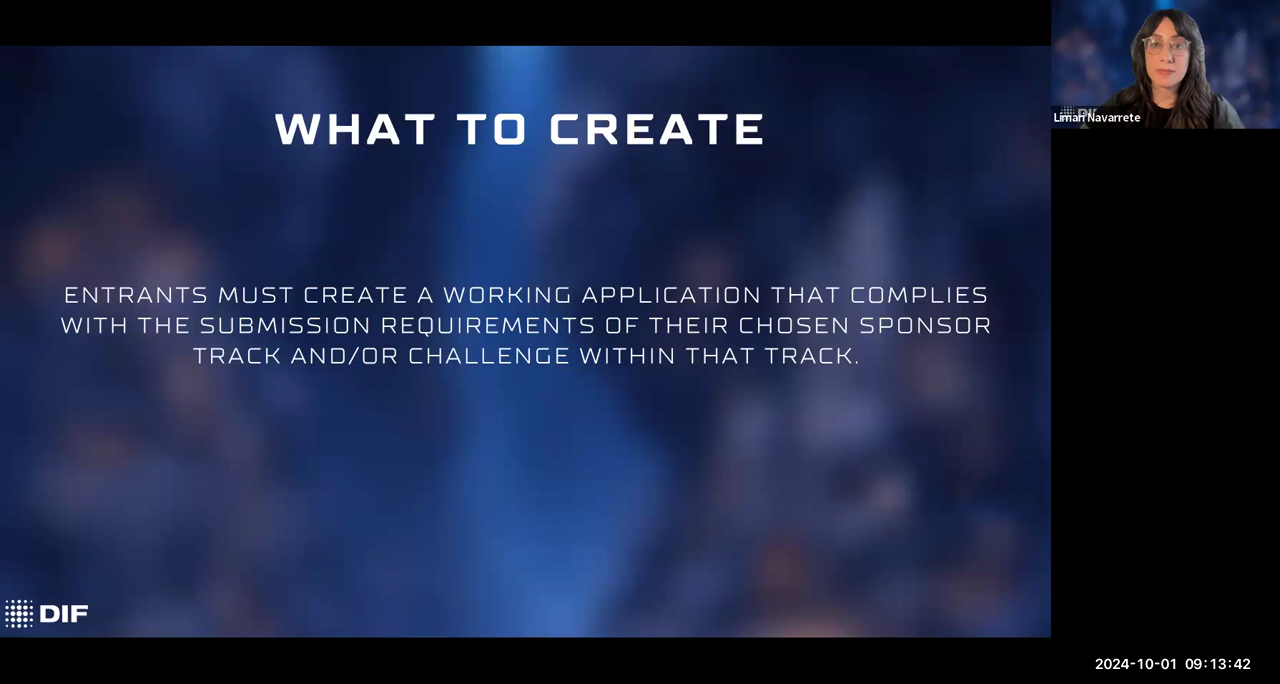 WHAT TO CREATE
ENTRANTS MUST CREATE A WORKING APPLICATION THAT COMPLIES
WITH THE SUBMISSION REQUIREMENTS OF THEIR CHOSEN SPONSOR
TRACK AND/OR CHALLENGE WITHIN THAT TRACK.
DIF
Limari Navarrete
2024-10-01 09:13:42